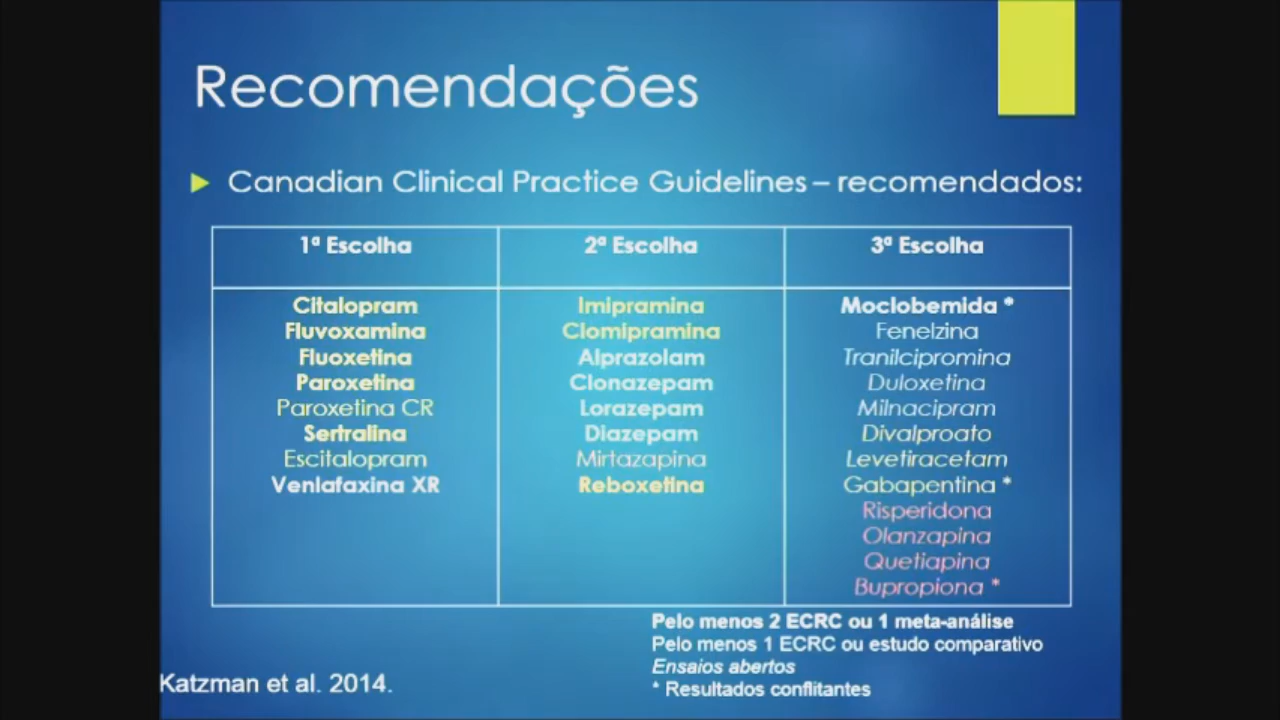 Recomendações
Canadian Clinical Practice Guidelines – recomendados:
1ª Escolha
2ª Escolha
3ª Escolha
Citalopram
Fluvoxamina
Fluoxetina
Paroxetina
Paroxetina CR
Sertralina
Escitalopram
Venlafaxina XR
Imipramina
Clomipramina
Alprazolam
Clonazepam
Lorazepam
Diazepam
Mirtazapina
Reboxetina
Moclobemida *
Fenelzina
Tranilcipromina
Duloxetina
Milnacipram
Divalproato
Levetiracetam
Gabapentina *
Risperidona
Olanzapina
Quetiapina
Bupropiona *
Pelo menos 2 ECRC ou 1 meta-análise
Pelo menos 1 ECRC ou estudo comparativo
Ensaios abertos
* Resultados conflitantes
Katzman et al. 2014.